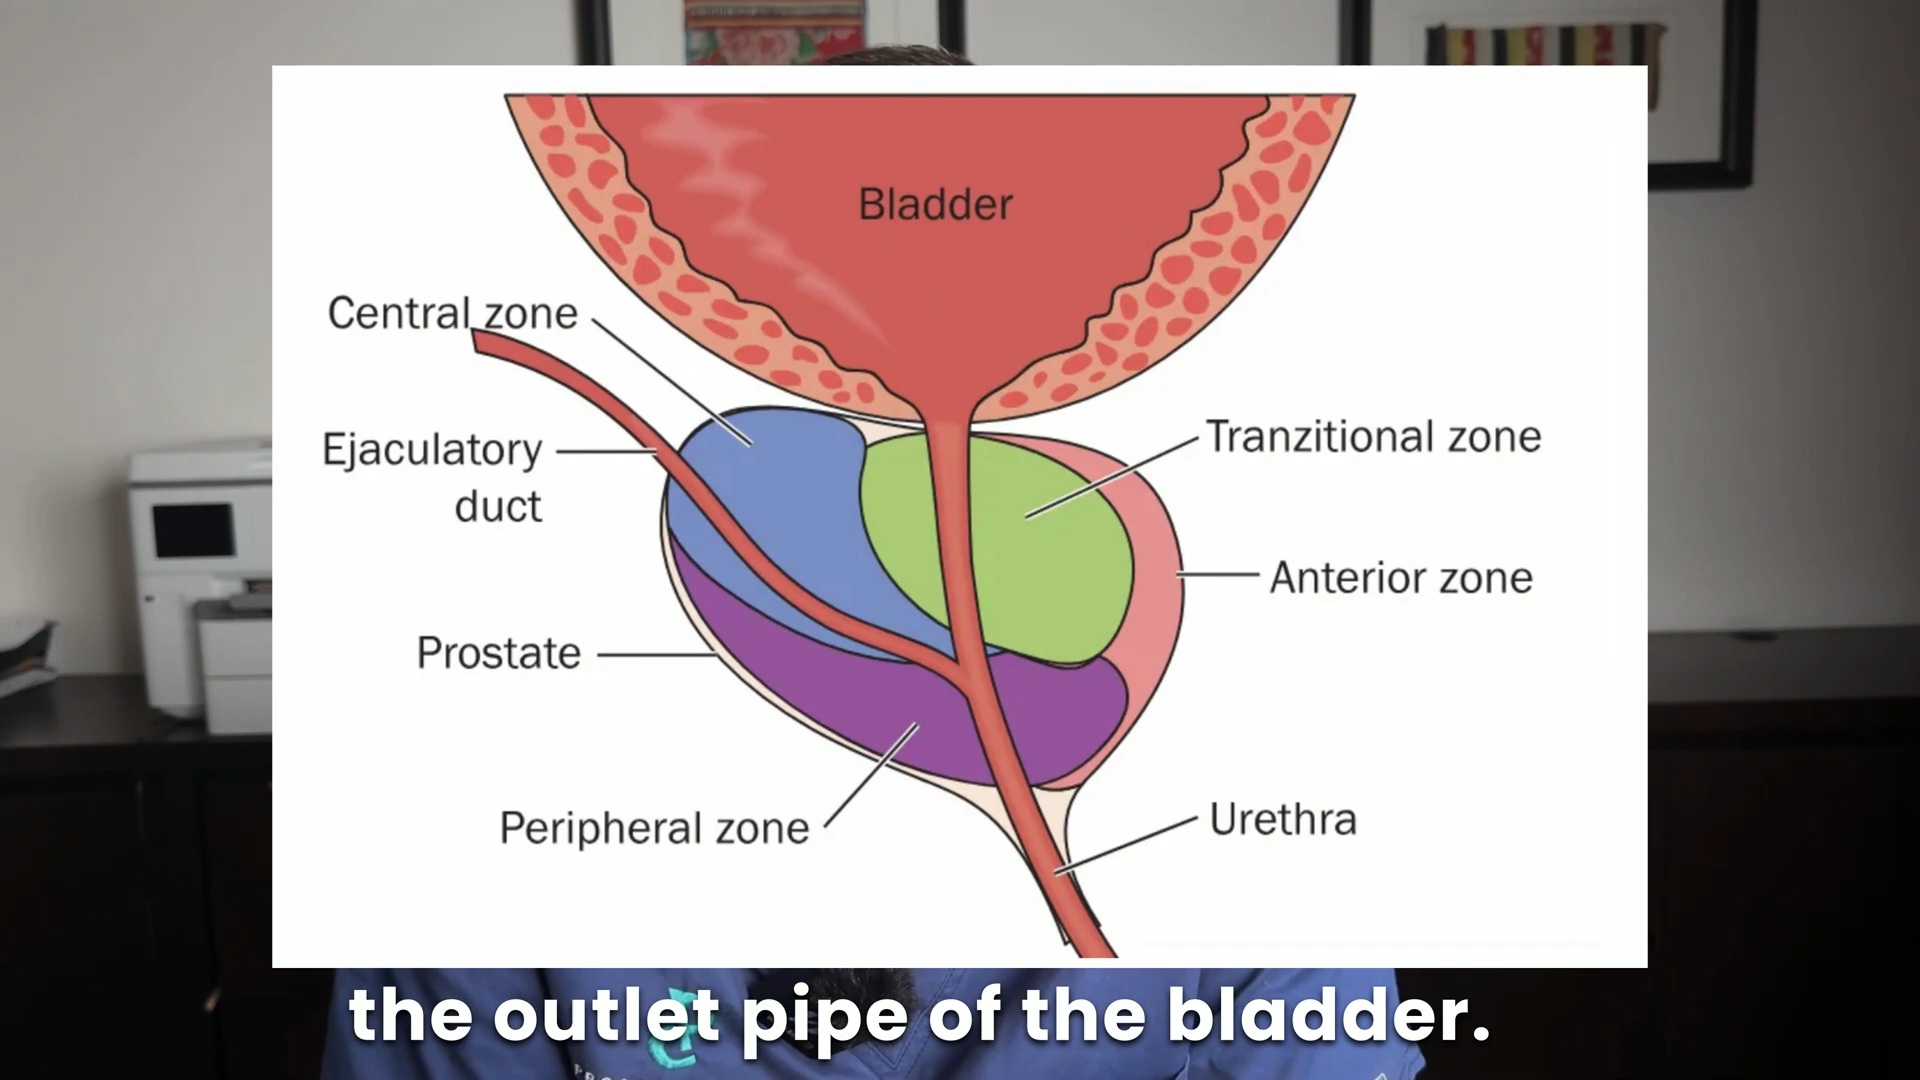 Bladder
Central zone
Ejaculatory
duct
Tranzitional zone
Anterior zone
Prostate
Peripheral zone
Urethra
the outlet pipe of the bladder.